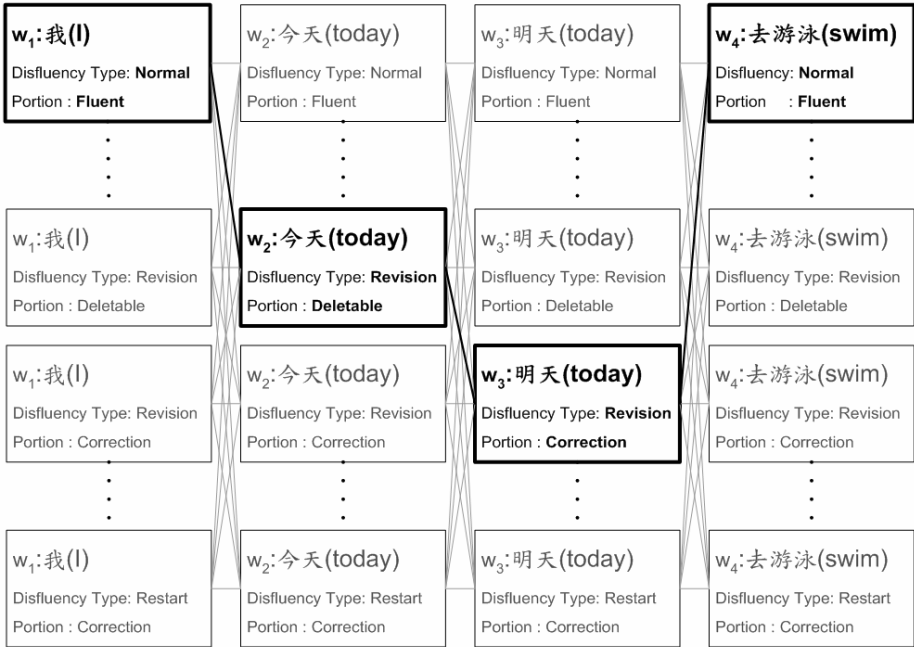 w1:我(I)
Disfluency Type: Normal
Portion : Fluent
w2:今天(today)
Disfluency Type: Normal
Portion : Fluent
w3:明天(today)
Disfluency Type: Normal
Portion : Fluent
w4:去游泳(swim)
Disfluency: Normal
Portion : Fluent
w1:我(I)
Disfluency Type: Revision
Portion : Deletable
w2:今天(today)
Disfluency Type: Revision
Portion : Deletable
w3:明天(today)
Disfluency Type: Revision
Portion : Deletable
w4:去游泳(swim)
Disfluency Type: Revision
Portion : Deletable
w1:我(I)
Disfluency Type: Revision
Portion : Correction
w2:今天(today)
Disfluency Type: Revision
Portion : Correction
w3:明天(today)
Disfluency Type: Revision
Portion : Correction
w4:去游泳(swim)
Disfluency Type: Revision
Portion : Correction
w1:我(I)
Disfluency Type: Restart
Portion : Correction
w2:今天(today)
Disfluency Type: Restart
Portion : Correction
w3:明天(today)
Disfluency Type: Restart
Portion : Correction
w4:去游泳(swim)
Disfluency Type: Restart
Portion : Correction